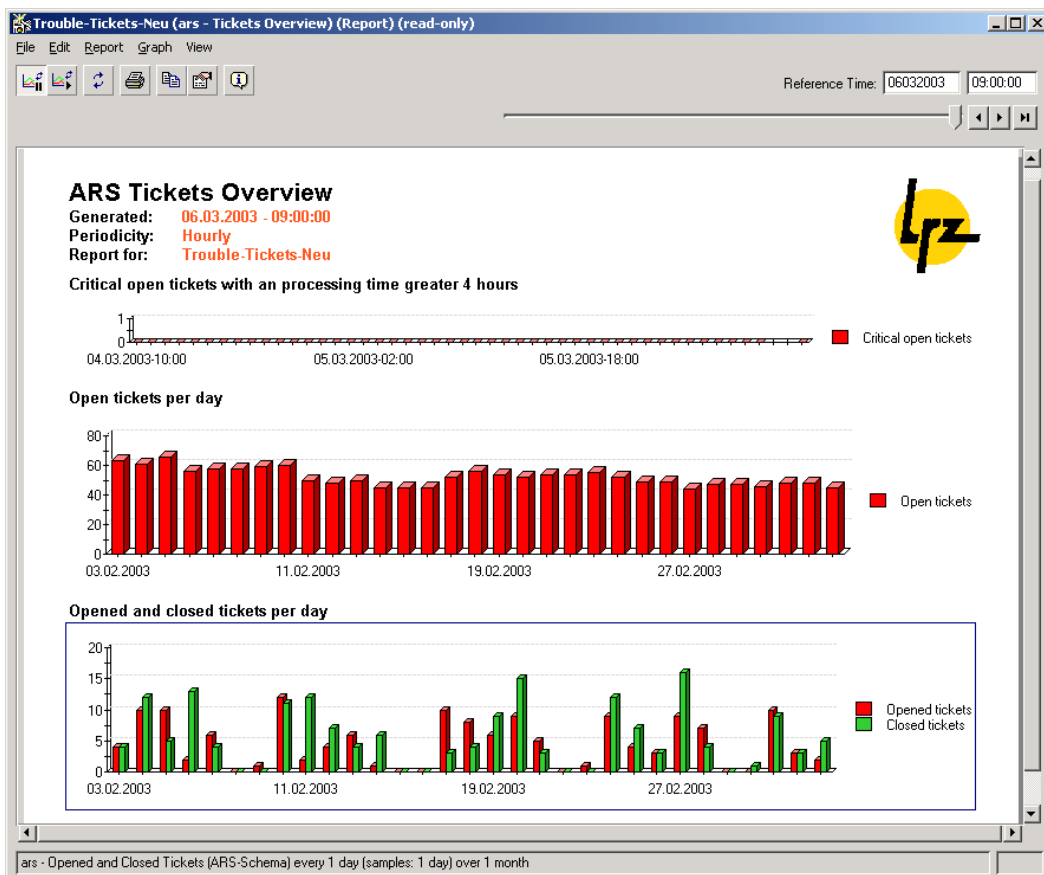 Trouble-Tickets-Neu (ars - Tickets Overview) (Report) (read-only)
File Edit Report Graph View
Reference Time: 06032003 09:00:00
ARS Tickets Overview
Generated: 06.03.2003 - 09:00:00
Periodicity: Hourly
Report for: Trouble-Tickets-Neu
Lrz
Critical open tickets with an processing time greater 4 hours
1
0
04.03.2003-10:00 05.03.2003-02:00 05.03.2003-18:00
Critical open tickets
Open tickets per day
80
60
40
20
0
03.02.2003 11.02.2003 19.02.2003 27.02.2003
Open tickets
Opened and closed tickets per day
20
15
10
5
0
03.02.2003 11.02.2003 19.02.2003 27.02.2003
Opened tickets
Closed tickets
ars - Opened and Closed Tickets (ARS-Schema) every 1 day (samples: 1 day) over 1 month